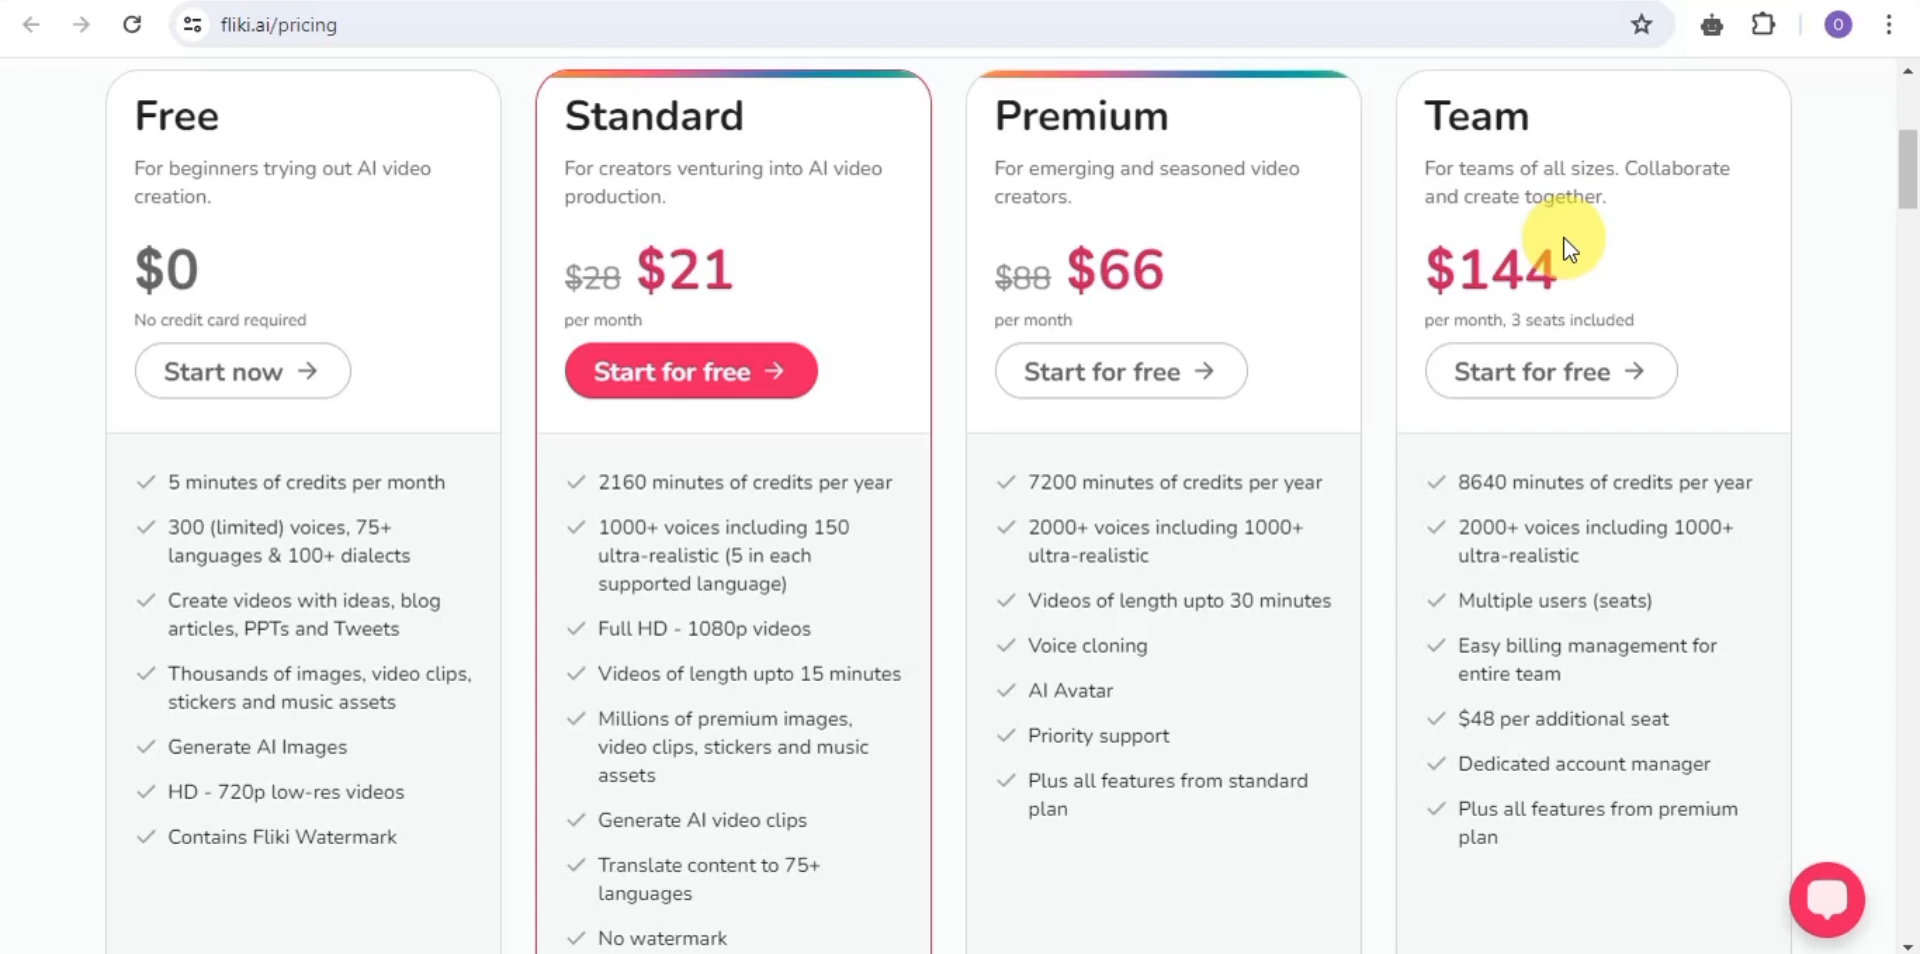 fliki.ai/pricing
O
Free
For beginners trying out AI video
creation.
$0
No credit card required
Start now →
5 minutes of credits per month
300 (limited) voices, 75+
languages & 100+ dialects
Create videos with ideas, blog
articles, PPTs and Tweets
Thousands of images, video clips,
stickers and music assets
Generate AI Images
HD - 720p low-res videos
Contains Fliki Watermark
Standard
For creators venturing into AI video
production.
$28 $21
per month
Start for free →
2160 minutes of credits per year
1000+ voices including 150
ultra-realistic (5 in each
supported language)
Full HD - 1080p videos
Videos of length upto 15 minutes
Millions of premium images,
video clips, stickers and music
assets
Generate AI video clips
Translate content to 75+
languages
No watermark
Premium
For emerging and seasoned video
creators.
$88 $66
per month
Start for free →
7200 minutes of credits per year
2000+ voices including 1000+
ultra-realistic
Videos of length upto 30 minutes
Voice cloning
AI Avatar
Priority support
Plus all features from standard
plan
Team
For teams of all sizes. Collaborate
and create together.
$144
per month, 3 seats included
Start for free →
8640 minutes of credits per year
2000+ voices including 1000+
ultra-realistic
Multiple users (seats)
Easy billing management for
entire team
$48 per additional seat
Dedicated account manager
Plus all features from premium
plan